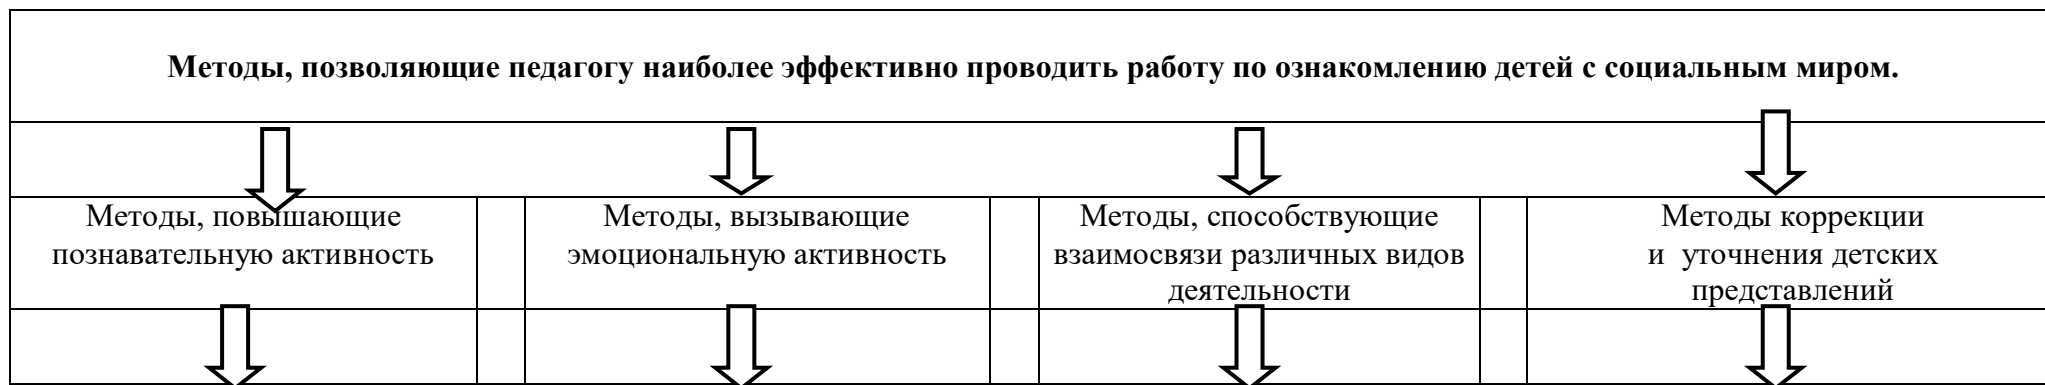 Методы, позволяющие педагогу наиболее эффективно проводить работу по ознакомлению детей с социальным миром.
Методы, повышающие
познавательную активность
Методы, вызывающие
эмоциональную активность
Методы, способствующие
взаимосвязи различных видов
деятельности
Методы коррекции
и уточнения детских
представлений